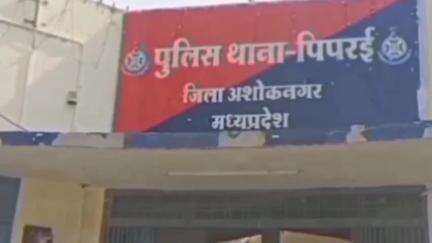 पुलिस थाना-पिपरई
जिला अशोकनगर
मध्यप्रदेश